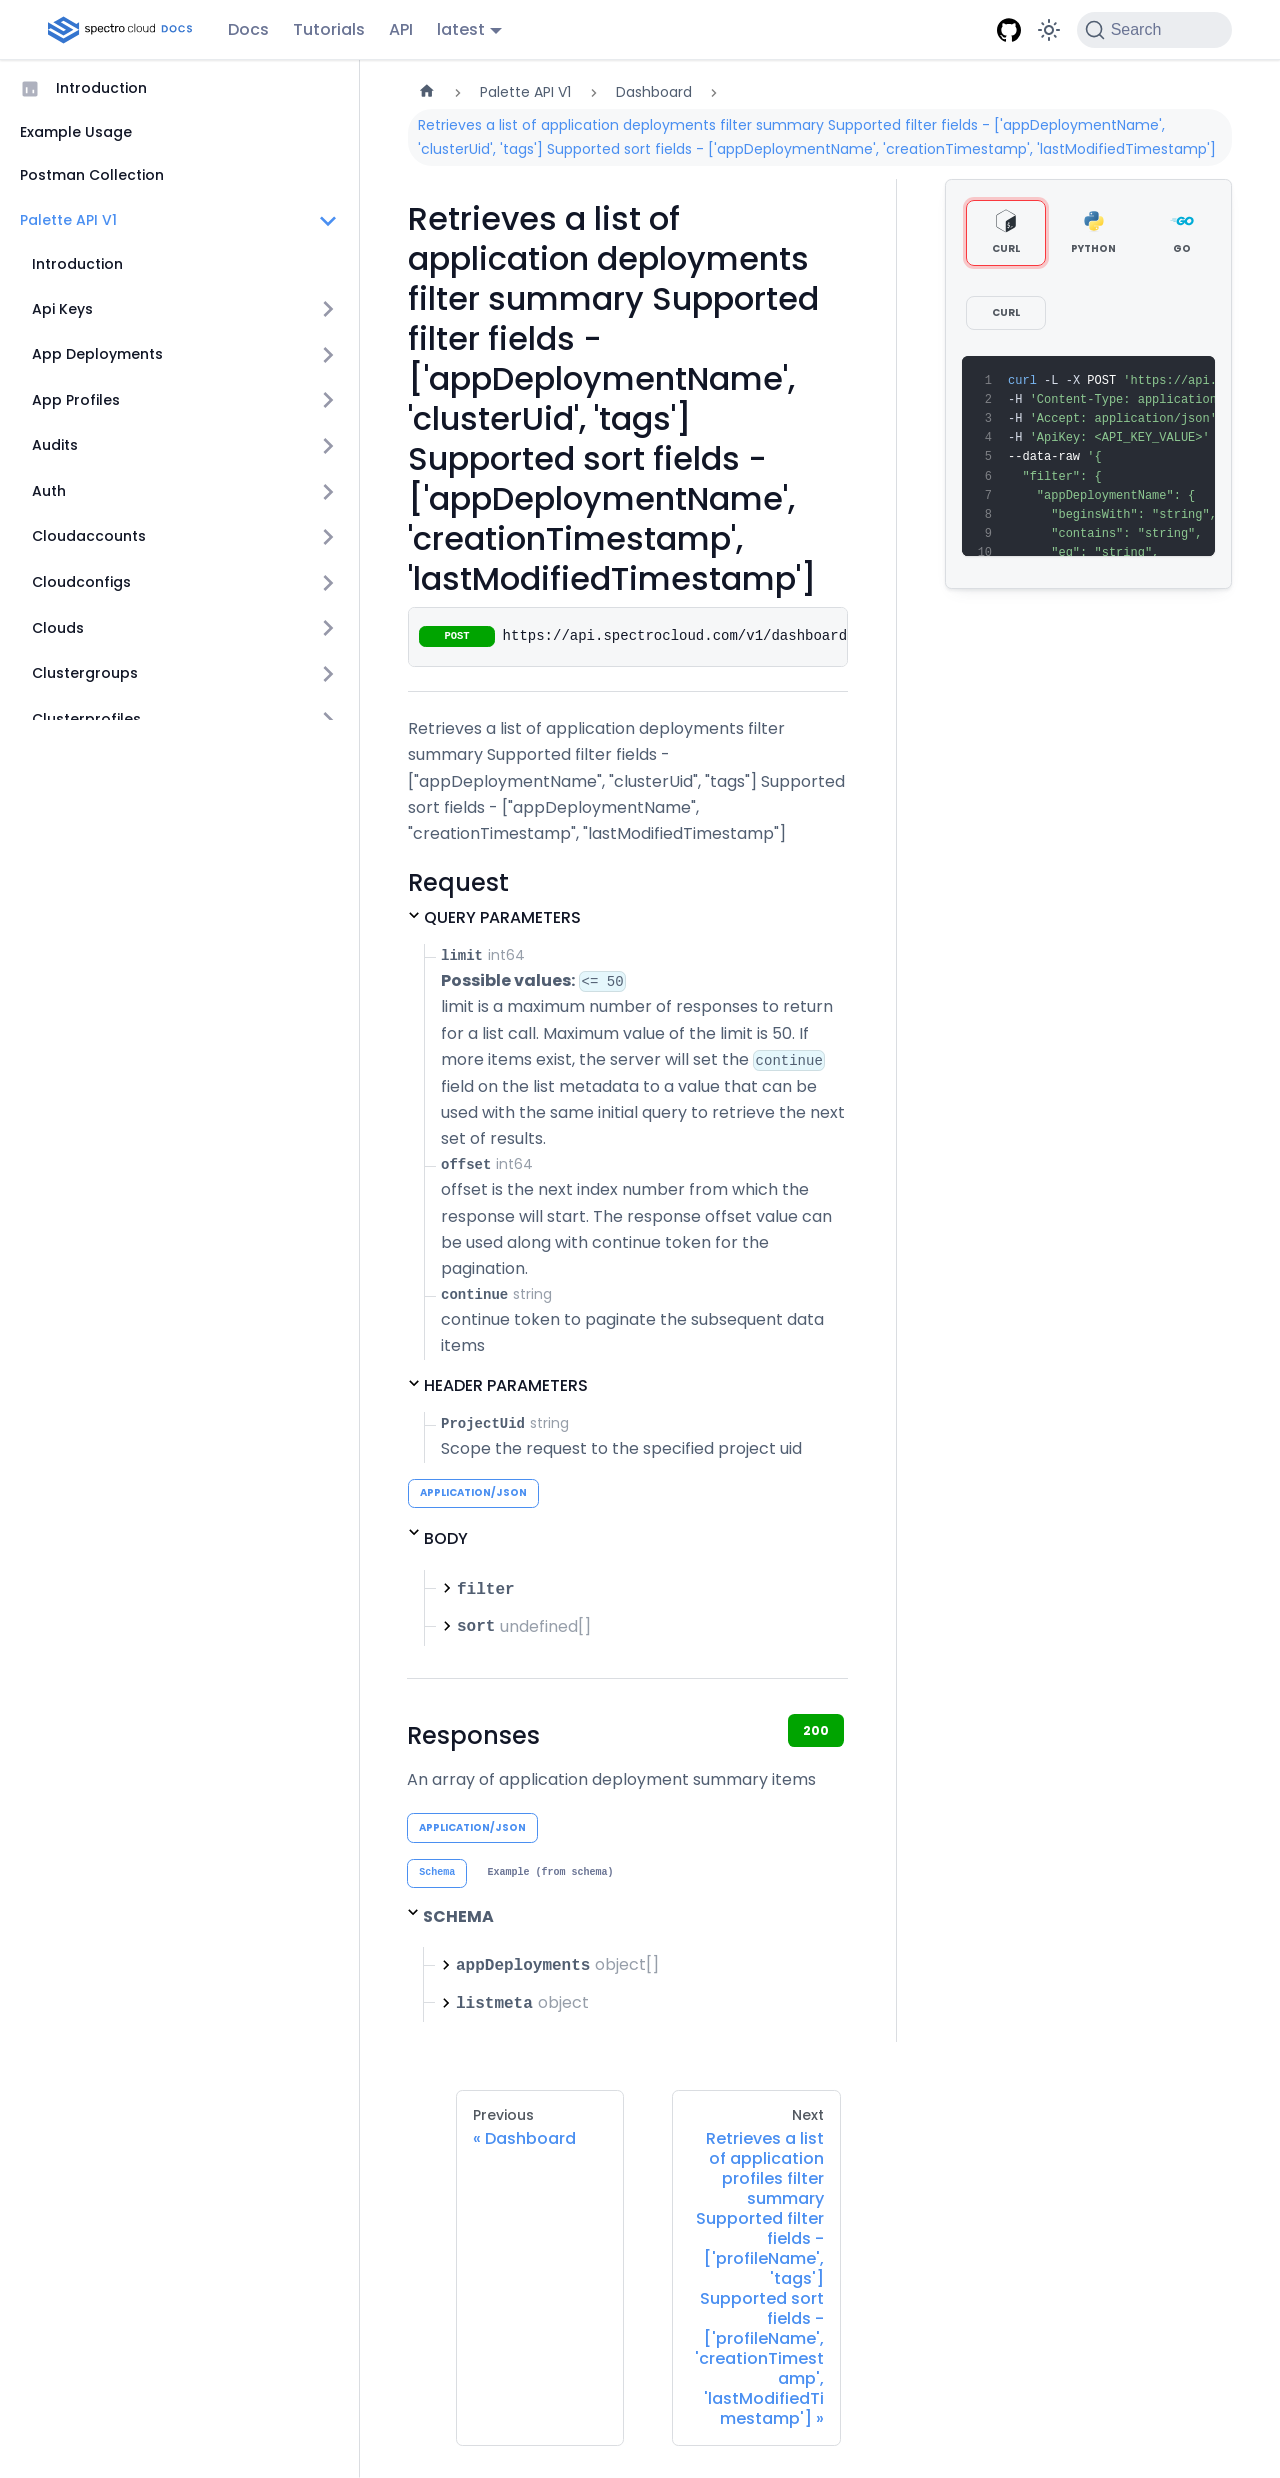 spectro cloud DOCS
Docs
Tutorials
API
latest
Search
Introduction
Example Usage
Postman Collection
Palette API V1
Introduction
Api Keys
App Deployments
App Profiles
Audits
Auth
Cloudaccounts
Cloudconfigs
Clouds
Clustergroups
Clusterprofiles
Palette API V1
Dashboard
Retrieves a list of application deployments filter summary Supported filter fields - ['appDeploymentName',
'clusterUid', 'tags'] Supported sort fields - ['appDeploymentName', 'creationTimestamp', 'lastModifiedTimestamp']
Retrieves a list of
application deployments
filter summary Supported
filter fields -
['appDeploymentName',
'clusterUid', 'tags']
Supported sort fields -
['appDeploymentName',
'creationTimestamp',
'lastModifiedTimestamp']
POST https://api.spectrocloud.com/v1/dashboard
Retrieves a list of application deployments filter
summary Supported filter fields -
["appDeploymentName", "clusterUid", "tags"] Supported
sort fields - ["appDeploymentName",
"creationTimestamp", "lastModifiedTimestamp"]
Request
QUERY PARAMETERS
limit int64
Possible values: <= 50
limit is a maximum number of responses to return
for a list call. Maximum value of the limit is 50. If
more items exist, the server will set the continue
field on the list metadata to a value that can be
used with the same initial query to retrieve the next
set of results.
offset int64
offset is the next index number from which the
response will start. The response offset value can
be used along with continue token for the
pagination.
continue string
continue token to paginate the subsequent data
items
HEADER PARAMETERS
ProjectUid string
Scope the request to the specified project uid
APPLICATION/JSON
BODY
filter
sort undefined[]
Responses
200
An array of application deployment summary items
APPLICATION/JSON
Schema
Example (from schema)
SCHEMA
appDeployments object[]
listmeta object
CURL
PYTHON
GO
GO
CURL
1 curl -L -X POST 'https://api.
2 -H 'Content-Type: application
3 -H 'Accept: application/json'
4 -H 'ApiKey: <API_KEY_VALUE>'
5 --data-raw '{
6 "filter": {
7 "appDeploymentName": {
8 "beginsWith": "string",
9 "contains": "string",
10 "eq": "string",
Previous
« Dashboard
Next
Retrieves a list
of application
profiles filter
summary
Supported filter
fields -
['profileName',
'tags']
Supported sort
fields -
['profileName',
'creationTimest
amp',
'lastModifiedTi
mestamp'] »